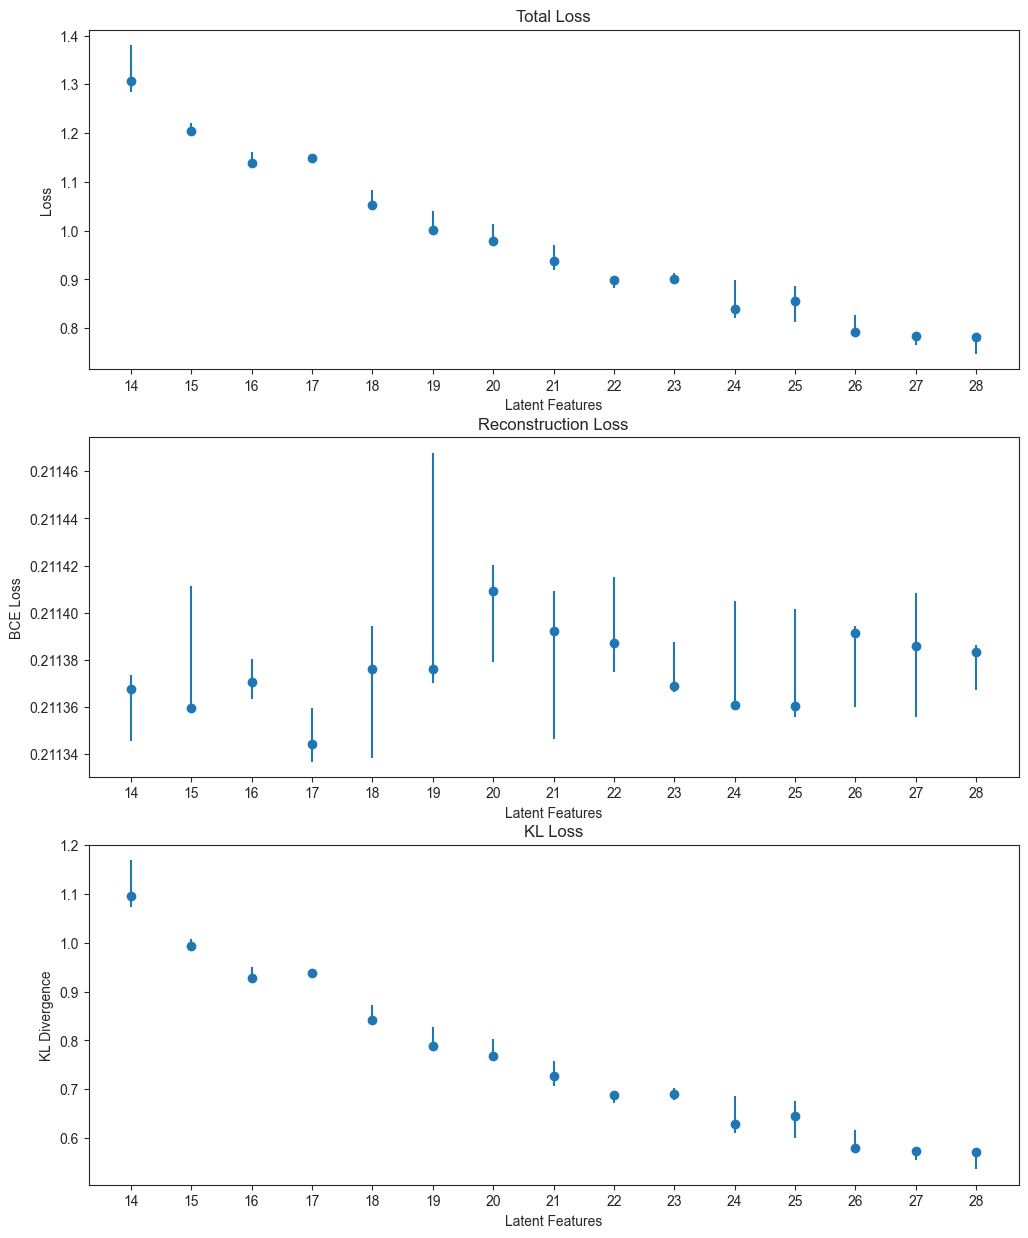 Total Loss
1.4
1.3
1.2
1.1
1.0
0.9
0.8
Loss
14 15 16 17 18 19 20 21 22 23 24 25 26 27 28
Latent Features
Reconstruction Loss
0.21146
0.21144
0.21142
0.21140
0.21138
0.21136
0.21134
BCE Loss
14 15 16 17 18 19 20 21 22 23 24 25 26 27 28
Latent Features
KL Loss
1.2
1.1
1.0
0.9
0.8
0.7
0.6
KL Divergence
14 15 16 17 18 19 20 21 22 23 24 25 26 27 28
Latent Features